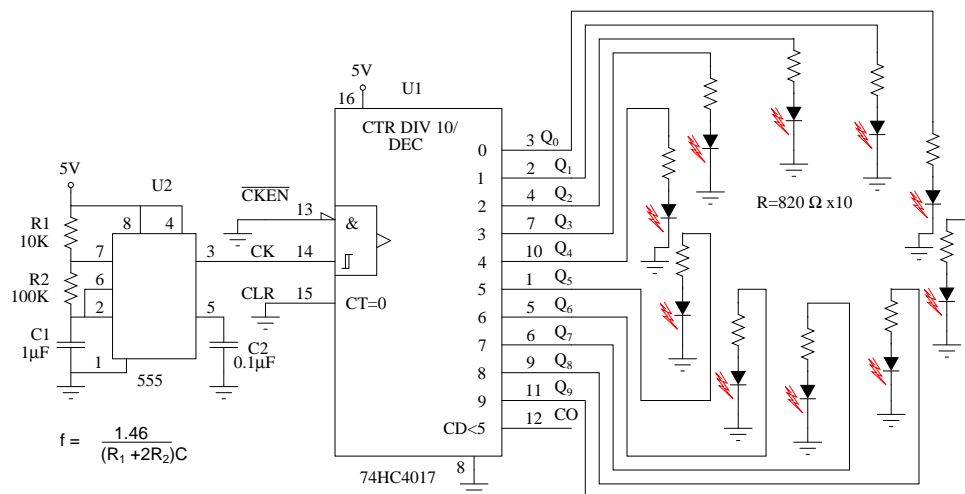 5V
U1
16
CTR DIV 10/
DEC
0
3 Q0
1
2 Q1
2
4 Q2
3
7 Q3
4
10 Q4
5
1 Q5
6
5 Q6
7
6 Q7
8
9 Q8
9
11 Q9
CD<5
12 CO
CKEN
13
&
CK
14
CLR
15
CT=0
8
74HC4017
5V
U2
R1
10K
R2
100K
C1
1µF
8
4
7
6
2
1
3
5
C2
0.1µF
555
R=820 Ω x10
f = 1.46
(R1 +2R2)C